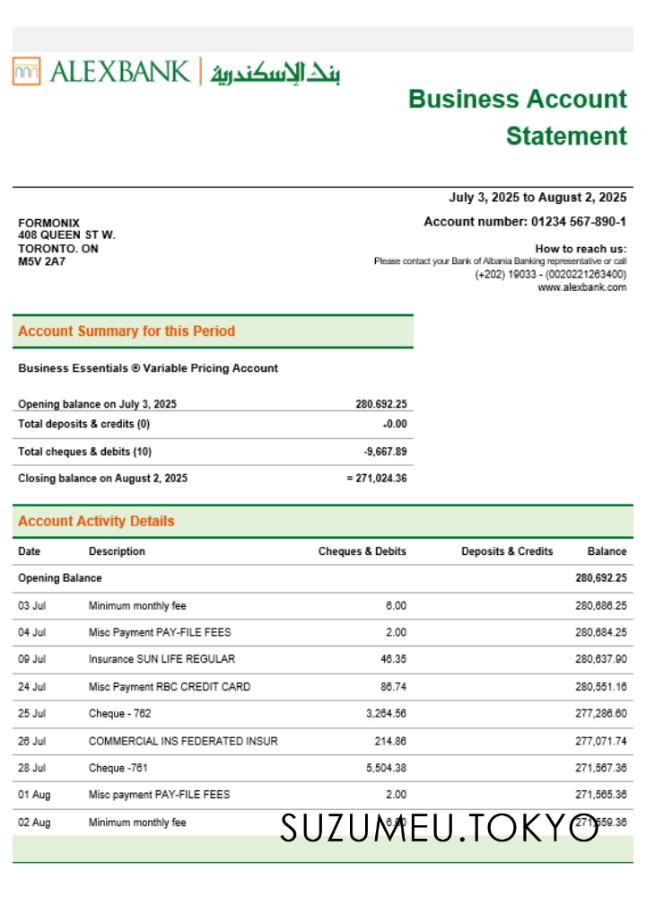 ALEXBANK | بنك الإسكندرية
Business Account
Statement
July 3, 2025 to August 2, 2025
Account number: 01234 567-890-1
FORMONIX
408 QUEEN ST W.
TORONTO. ON
M5V 2A7
How to reach us:
Please contact your Bank of Albania Banking representative or call
(+202) 19033 - (0020221263400)
www.alexbank.com
Account Summary for this Period
Business Essentials ® Variable Pricing Account
Opening balance on July 3, 2025 280.692.25
Total deposits & credits (0) -0.00
Total cheques & debits (10) -9,667.89
Closing balance on August 2, 2025 = 271,024.36
Account Activity Details
Date Description Cheques & Debits Deposits & Credits Balance
Opening Balance 280,692.25
03 Jul Minimum monthly fee 6.00 280,686.25
04 Jul Misc Payment PAY-FILE FEES 2.00 280,684.25
09 Jul Insurance SUN LIFE REGULAR 46.35 280,637.90
24 Jul Misc Payment RBC CREDIT CARD 86.74 280,551.16
25 Jul Cheque - 762 3,264.56 277,286.60
26 Jul COMMERCIAL INS FEDERATED INSUR 214.86 277,071.74
28 Jul Cheque -761 5,504.38 271,567.36
01 Aug Misc payment PAY-FILE FEES 2.00 271,565.36
02 Aug Minimum monthly fee 6.00 271,559.36
SUZUMEU.TOKYO